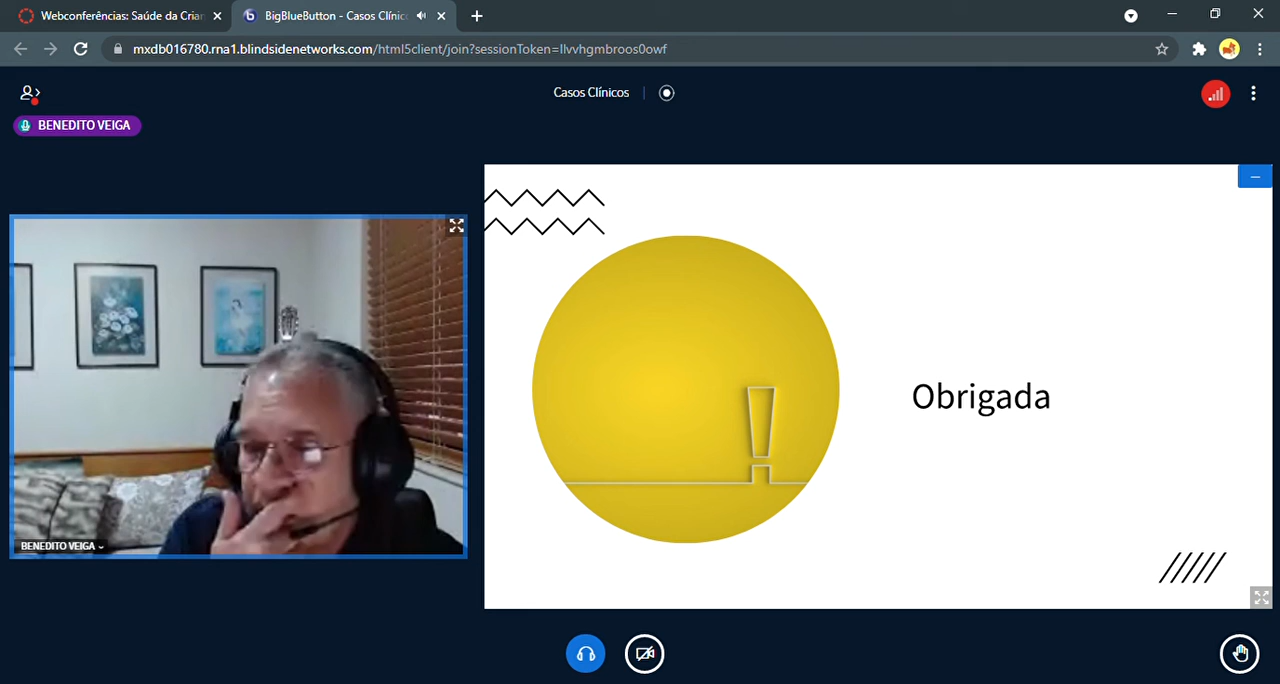 Webconferências: Saúde da Crian
BigBlueButton - Casos Clínico
mxdb016780.rna1.blindsidenetworks.com/html5client/join?sessionToken=llvvhgmbroos0owf
Casos Clínicos
BENEDITO VEIGA
!
Obrigada
BENEDITO VEIGA